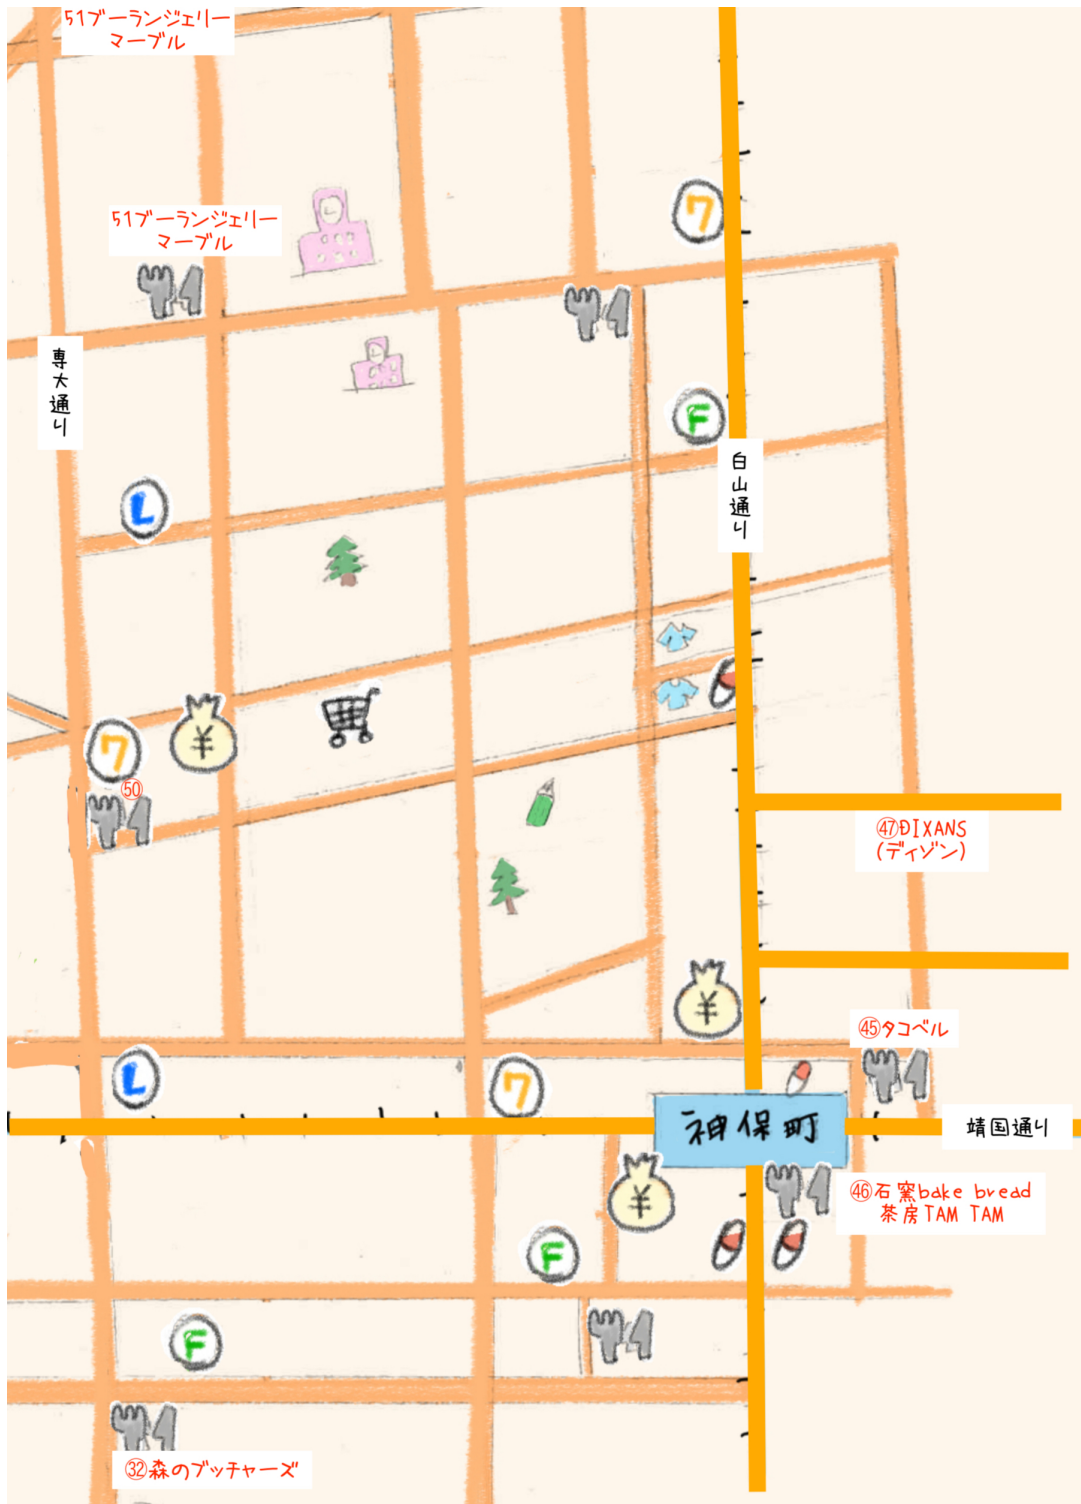 51ブーランジェリー
マーブル
7
51ブーランジェリー
マーブル
L
L
専大通り
F
白山通り
L
¥
7
50
㊼DIXANS
(ディゾン)
¥
㊺タコベル
L
7
神保町
靖国通り
¥
㊻石窯bake bread
茶房TAM TAM
F
F
㉜森のブッチャーズ